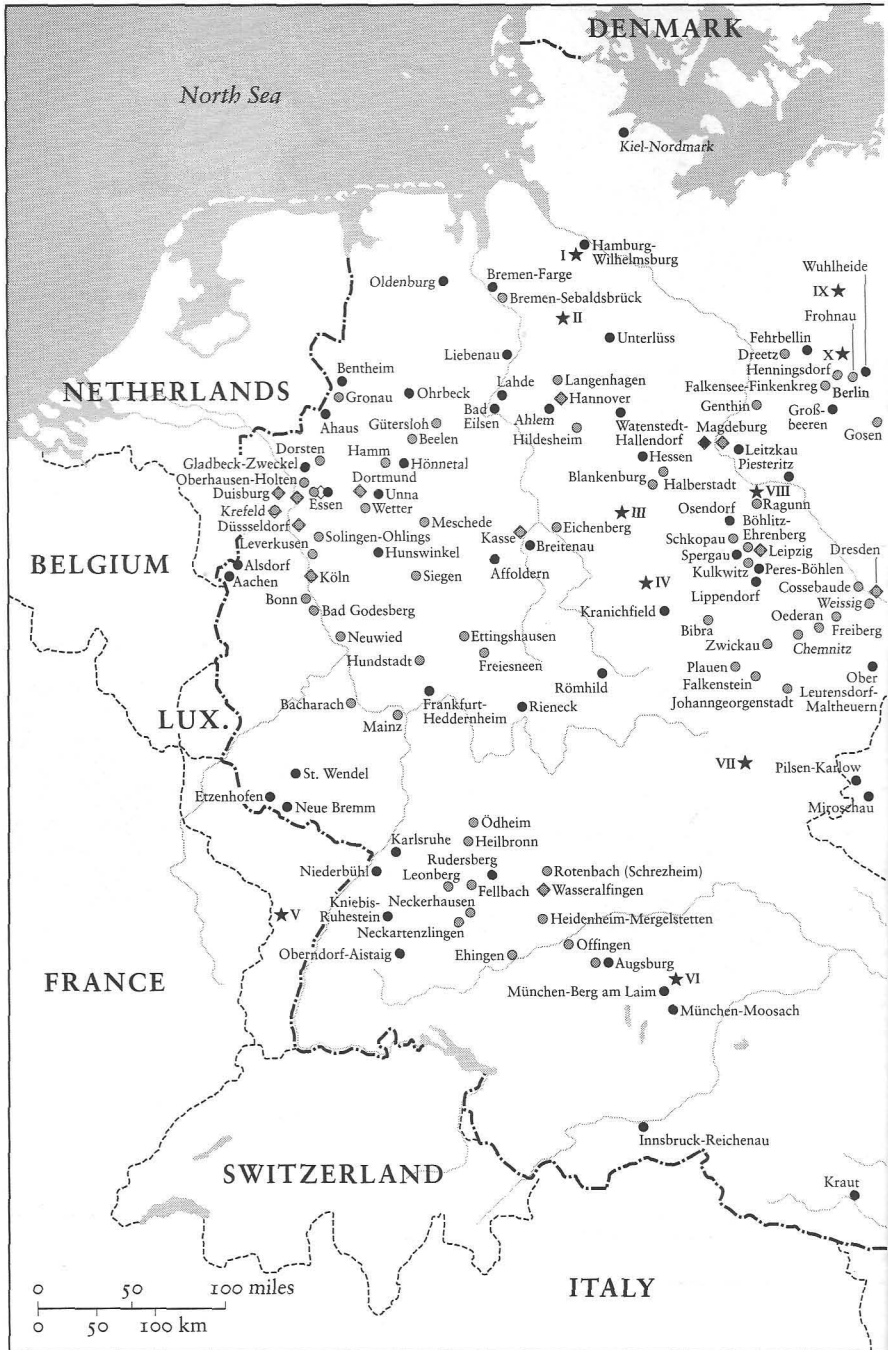 DENMARK
North Sea
Kiel-Nordmark
I
Hamburg-
Wilhelmsburg
Wuhlheide
Oldenburg
Bremen-Farge
Bremen-Sebaldsbrück
IX
II
Frohnau
Unterlüss
Fehrbellin
Dreetz
X
Liebenau
Henningsdorf
Bentheim
Langenhagen
Falkensee-Finkenkreg
NETHERLANDS
Gronau
Ohrbeck
Lahde
Hannover
Berlin
Genthin
Ahaus
Bad
Eilsen
Ahlem
Groß-
beeren
Gütersloh
Watenstedt-
Hallendorf
Magdeburg
Gosen
Beelen
Hildesheim
Dorsten
Hamm
Leitzkau
Gladbeck-Zweckel
Hönnetal
Hessen
Piesteritz
Oberhausen-Holten
Dortmund
Blankenburg
Duisburg
Essen
Unna
Halberstadt
VIII
Krefeld
Wetter
Ragunn
Düssseldorf
Meschede
III
Osendorf
Böhlitz-
Ehrenberg
Kasse
Eichenberg
Solingen-Ohlings
Schkopau
Dresden
Leverkusen
Hunswinkel
Breitenau
Spergau
Leipzig
BELGIUM
Alsdorf
Affoldern
Kulkwitz
Peres-Böhlen
Aachen
Köln
Siegen
IV
Lippendorf
Cossebaude
Bonn
Weissig
Bad Godesberg
Kranichfield
Oederan
Bibra
Freiberg
Neuwied
Ettingshausen
Zwickau
Chemnitz
Hundstadt
Freiesneen
Plauen
Ober
Leutensdorf-
Maltheuern
Römhild
Falkenstein
Bacharach
Frankfurt-
Heddernheim
Rieneck
Johanngeorgenstadt
Mainz
LUX.
VII
Pilsen-Karlow
St. Wendel
Etzenhofen
Neue Bremm
Miroschau
Ödheim
Karlsruhe
Heilbronn
Rudersberg
Niederbühl
Leonberg
Rotenbach (Schrezheim)
Fellbach
Wasseralfingen
Kniebis-
Ruhestein
Neckerhausen
V
Neckartenzlingen
Heidenheim-Mergelstetten
Offingen
Oberndorf-Aistaig
Ehingen
Augsburg
FRANCE
VI
München-Berg am Laim
München-Moosach
Innsbruck-Reichenau
SWITZERLAND
Kraut
ITALY
0 50 100 miles
0 50 100 km